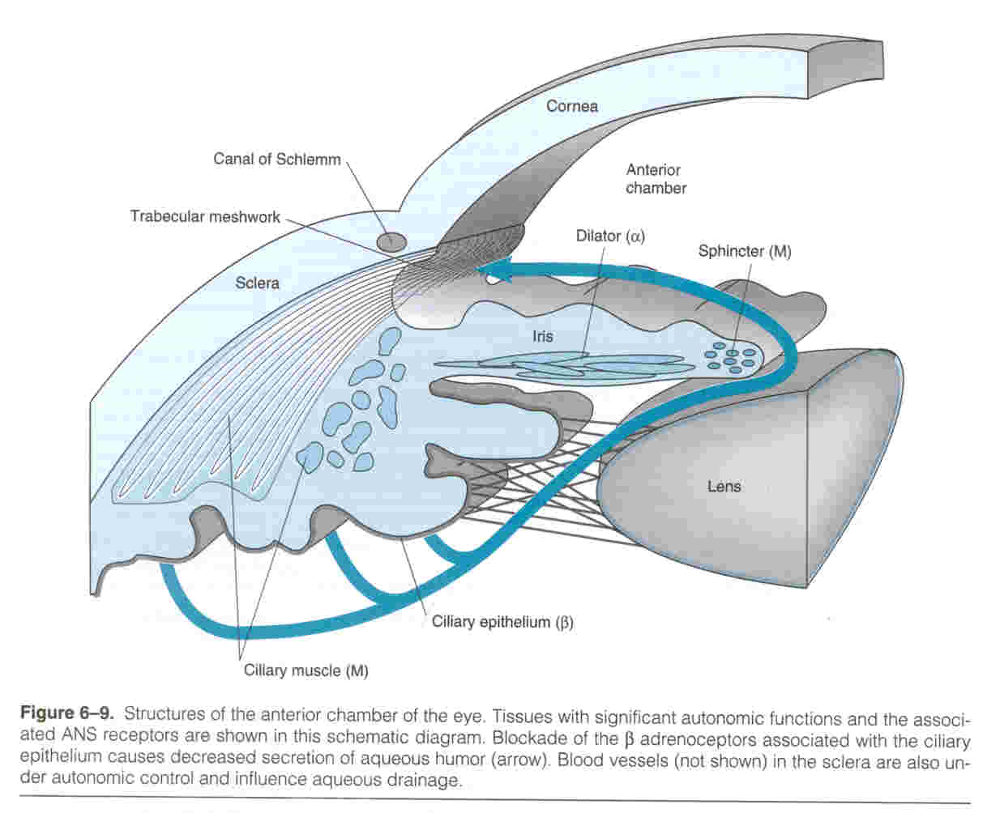 Cornea
Canal of Schlemm
Anterior
chamber
Trabecular meshwork
Dilator (α)
Sphincter (M)
Sclera
Iris
Lens
Ciliary epithelium (β)
Ciliary muscle (M)
Figure 6–9. Structures of the anterior chamber of the eye. Tissues with significant autonomic functions and the associ-
ated ANS receptors are shown in this schematic diagram. Blockade of the β adrenoceptors associated with the ciliary
epithelium causes decreased secretion of aqueous humor (arrow). Blood vessels (not shown) in the sclera are also un-
der autonomic control and influence aqueous drainage.